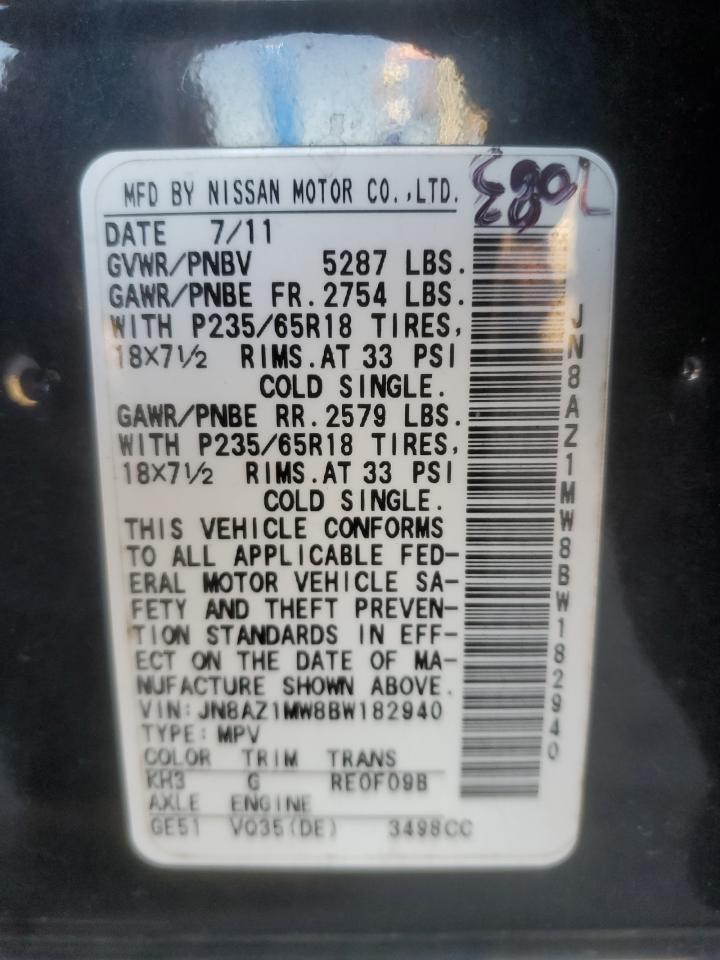 MFD BY NISSAN MOTOR CO.,LTD.
DATE 7/11
GVWR/PNBV 5287 LBS.
GAWR/PNBE FR.2754 LBS.
WITH P235/65R18 TIRES,
18X7½ RIMS.AT 33 PSI
COLD SINGLE.
GAWR/PNBE RR.2579 LBS.
WITH P235/65R18 TIRES,
18X7½ RIMS.AT 33 PSI
COLD SINGLE.
THIS VEHICLE CONFORMS
TO ALL APPLICABLE FED-
ERAL MOTOR VEHICLE SA-
FETY AND THEFT PREVEN-
TION STANDARDS IN EFF-
ECT ON THE DATE OF MA-
NUFACTURE SHOWN ABOVE.
VIN:JN8AZ1MW8BW182940
TYPE:MPV
COLOR TRIM TRANS
KH3 G RE0F09B
AXLE ENGINE
GE51 VQ35(DE) 3498CC
JN8AZ1MW8BW182940